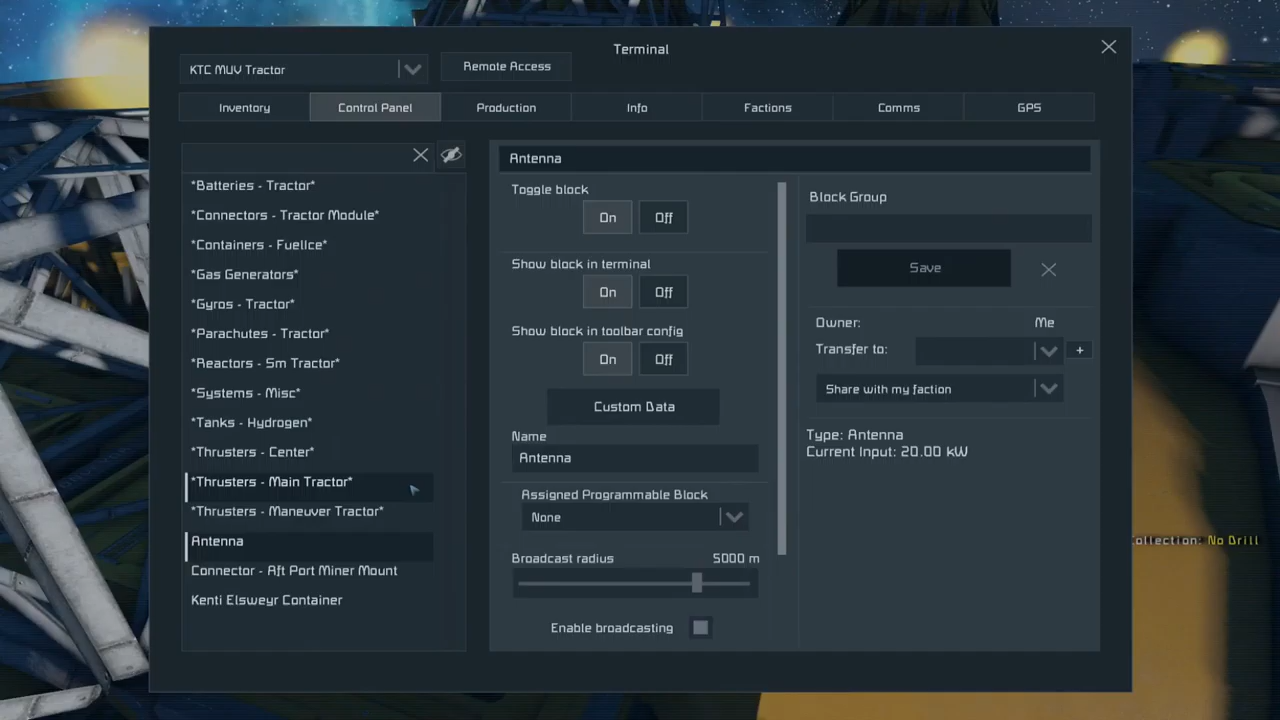 Terminal
KTC MUV Tractor
Remote Access
Inventory
Control Panel
Production
Info
Factions
Comms
GPS
*Batteries - Tractor*
*Connectors - Tractor Module*
*Containers - FuelIce*
*Gas Generators*
*Gyros - Tractor*
*Parachutes - Tractor*
*Reactors - Sm Tractor*
*Systems - Misc*
*Tanks - Hydrogen*
*Thrusters - Center*
*Thrusters - Main Tractor*
*Thrusters - Maneuver Tractor*
Antenna
Connector - Aft Port Miner Mount
Kenti Elsweyr Container
Antenna
Toggle block
On Off
Show block in terminal
On Off
Show block in toolbar config
On Off
Custom Data
Name
Antenna
Assigned Programmable Block
None
Broadcast radius 5000 m
Enable broadcasting
Block Group
Save
Owner: Me
Transfer to: +
Share with my faction
Type: Antenna
Current Input: 20.00 kW
ollection: No Drill